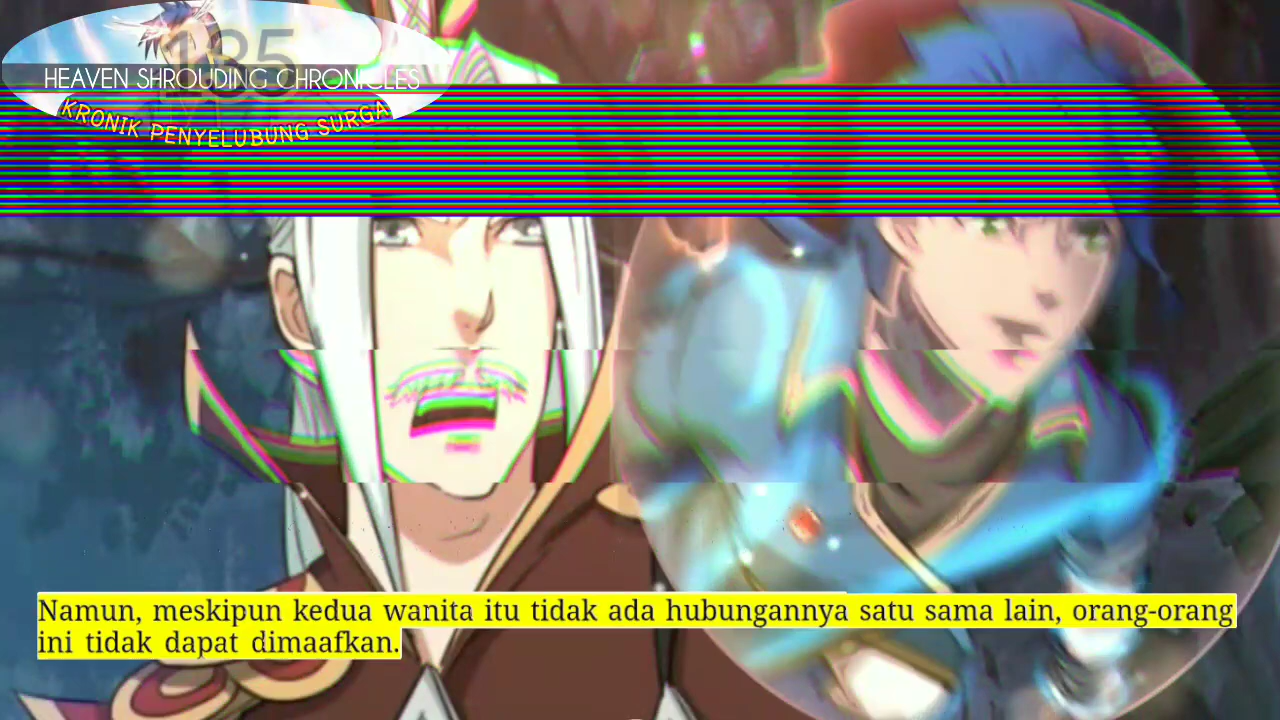 185
HEAVEN SHROUDING CHRONICLES
KRONIK PENYELUBUNG SURGA
Namun, meskipun kedua wanita itu tidak ada hubungannya satu sama lain, orang-orang
ini tidak dapat dimaafkan.